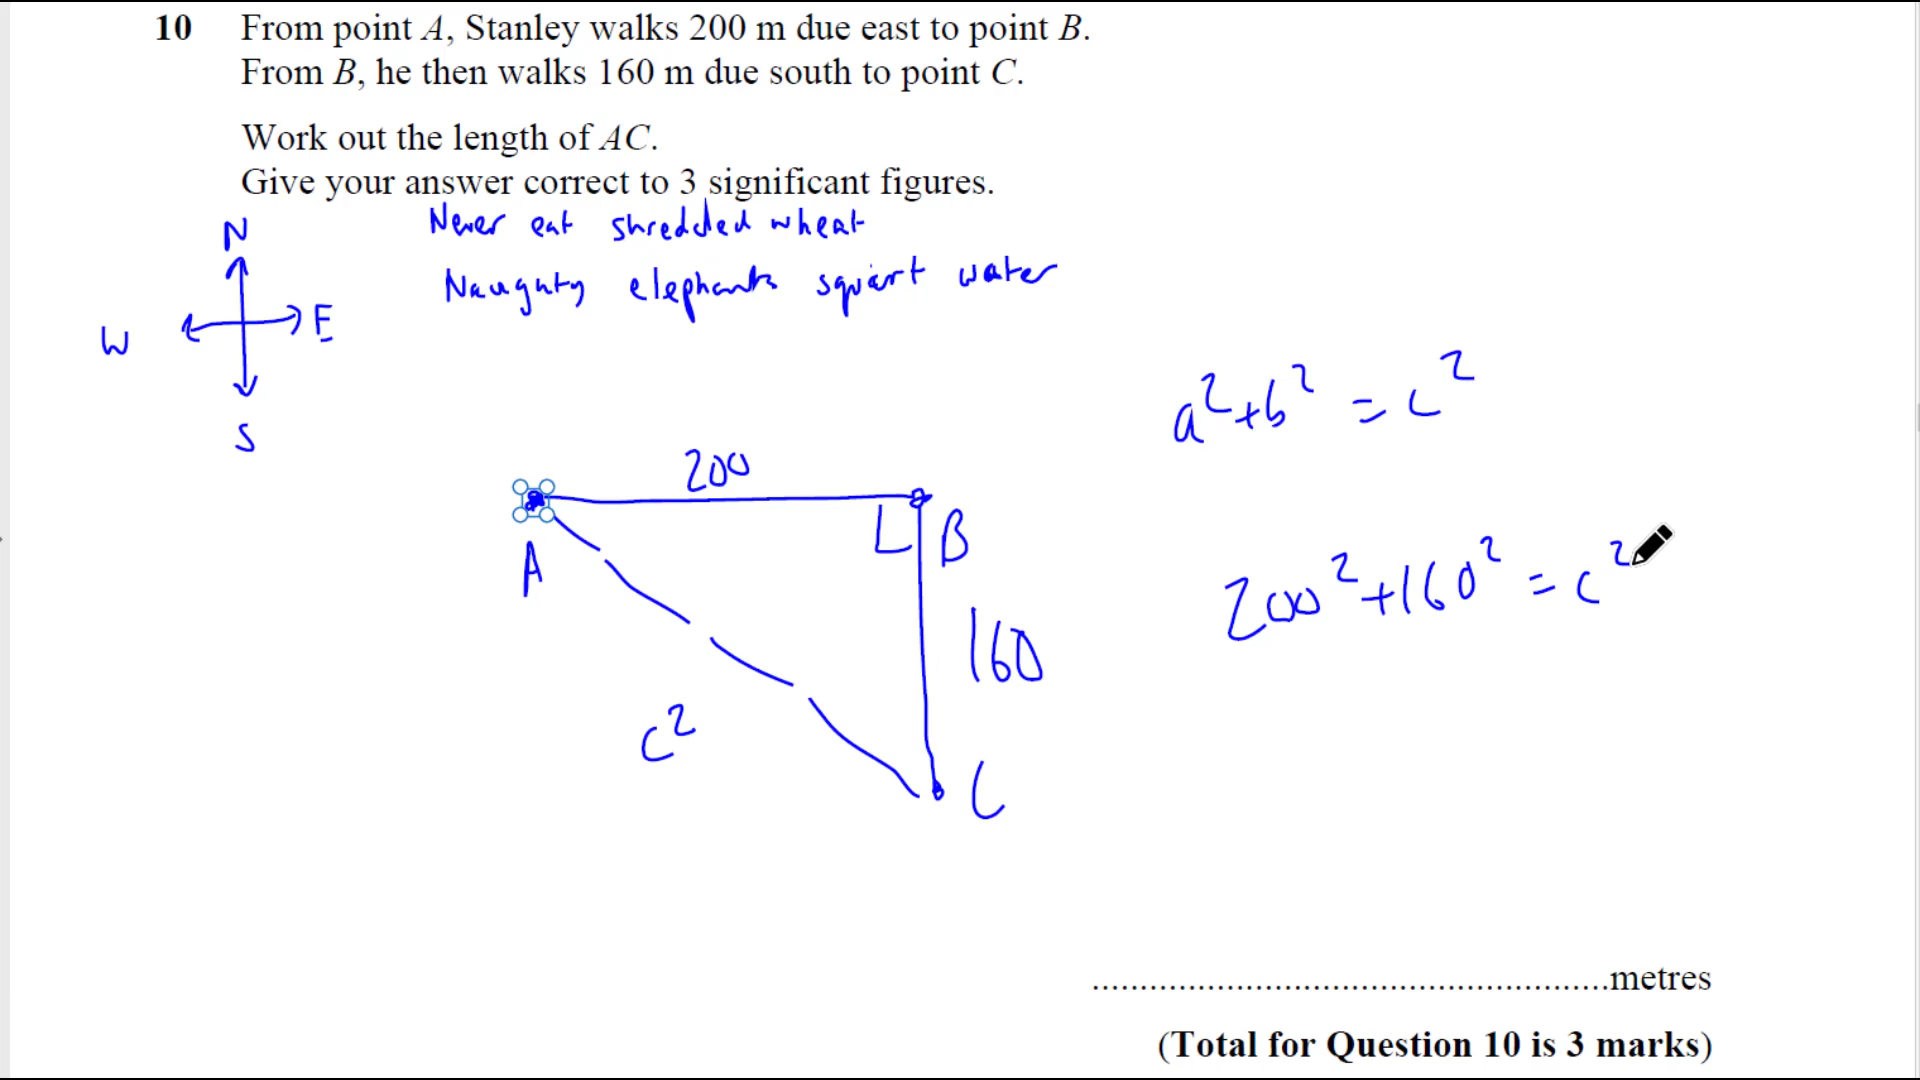 10 From point A, Stanley walks 200 m due east to point B.
From B, he then walks 160 m due south to point C.
Work out the length of AC.
Give your answer correct to 3 significant figures.
Never eat shredded wheat
Naughty elephants squirt water
N
W E
S
a² + b² = c²
200
A B
200² + 160² = c²
160
c²
C
....................................................metres
(Total for Question 10 is 3 marks)